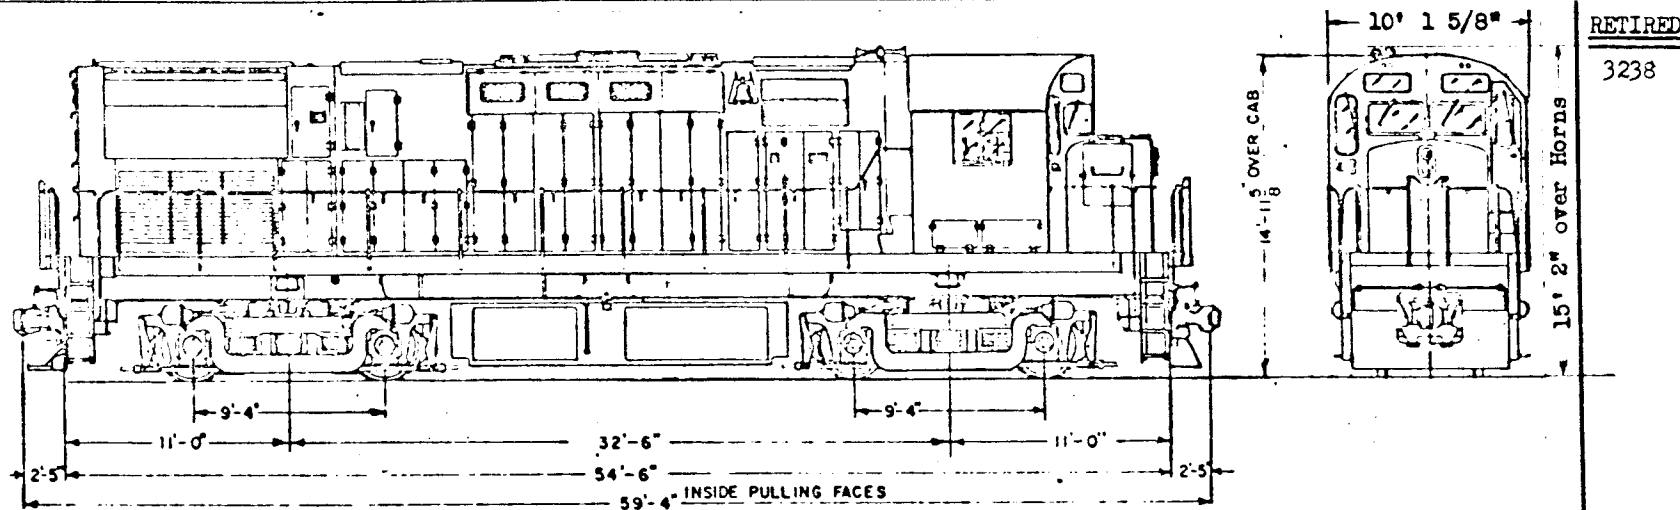 10' 1 5/8"
RETIRED
3238
14'-11 5/8" OVER CAB
15' 2" over Horns
9'-4"
9'-4"
11'-0"
32'-6"
11'-0"
2'-5"
54'-6"
2'-5"
59'-4" INSIDE PULLING FACES